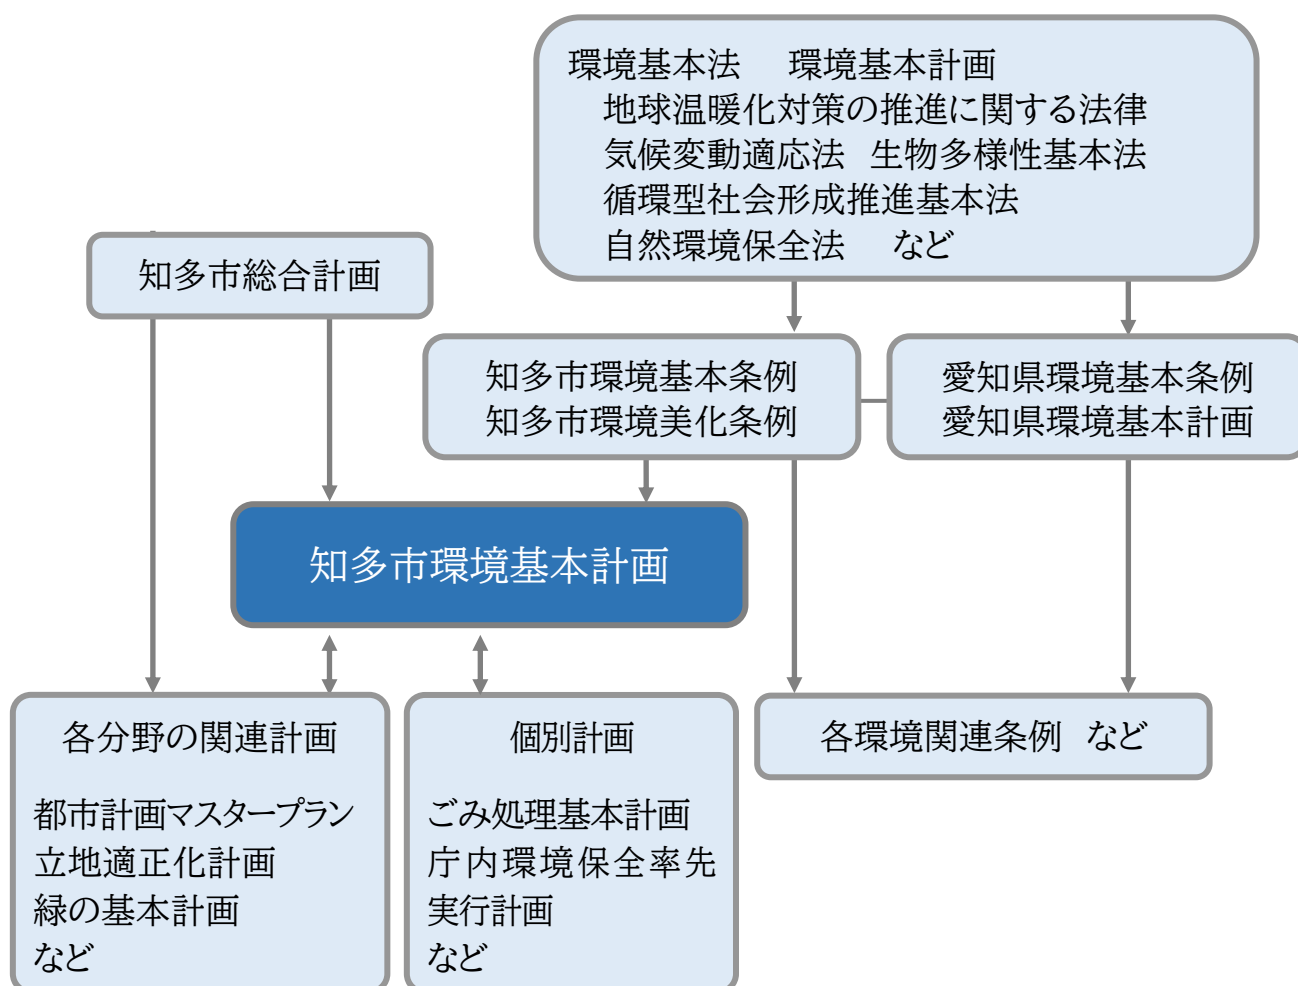 環境基本法 環境基本計画
地球温暖化対策の推進に関する法律
気候変動適応法 生物多様性基本法
循環型社会形成推進基本法
自然環境保全法 など
知多市総合計画
知多市環境基本条例
知多市環境美化条例
愛知県環境基本条例
愛知県環境基本計画
知多市環境基本計画
各分野の関連計画
都市計画マスタープラン
立地適正化計画
緑の基本計画
など
個別計画
ごみ処理基本計画
庁内環境保全率先
実行計画
など
各環境関連条例 など